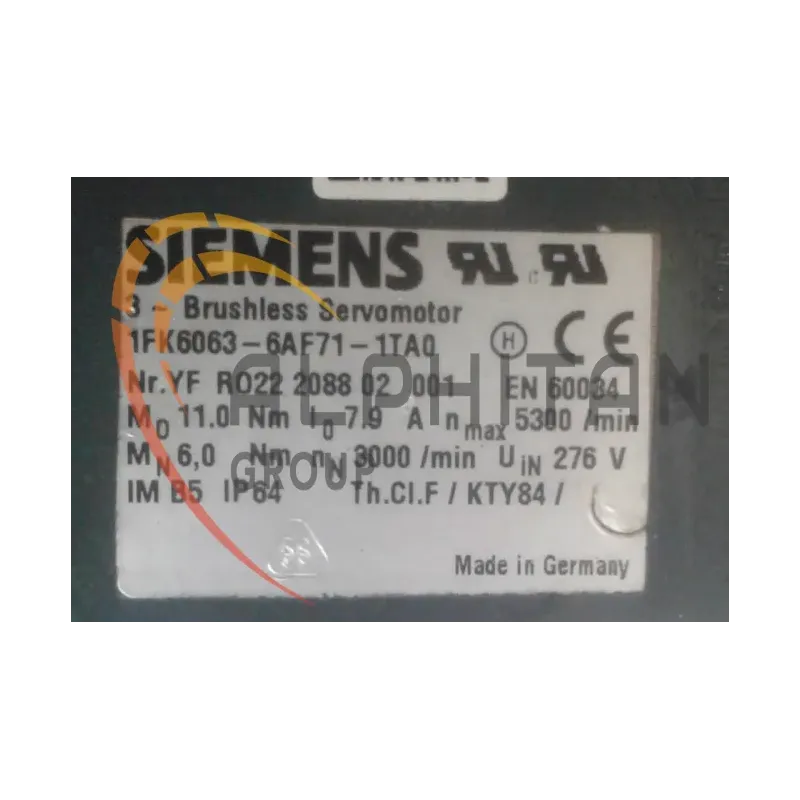 SIEMENS
3 - Brushless Servomotor
1FK6063-6AF71-1TA0 H CE
Nr.YF R022 2088 02 001 EN 60034
M0 11.0 Nm I0 7.9 A nmax 5300 /min
MN 6,0 Nm nN 3000 /min UIN 276 V
IM B5 IP64 Th.Cl.F / KTY84 /
Made in Germany
ALPHITAN
GROUP